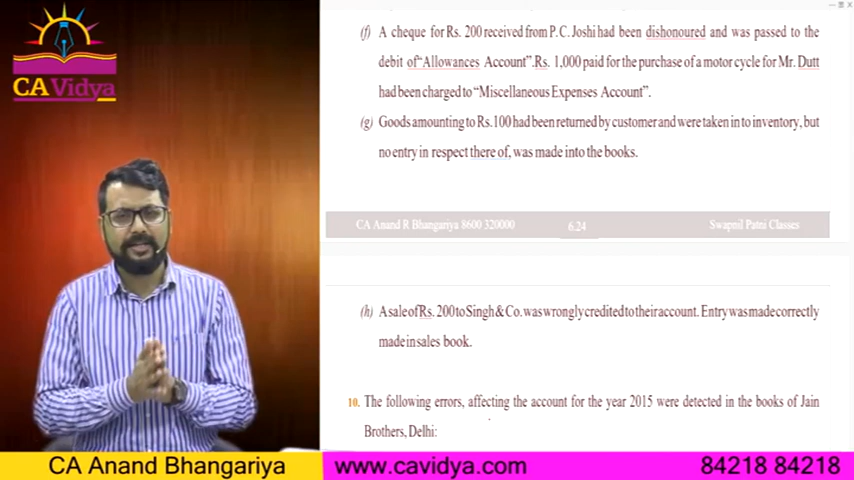 CA Vidya
(f) A cheque for Rs. 200 received from P.C. Joshi had been dishonoured and was passed to the
debit of "Allowances Account". Rs. 1,000 paid for the purchase of a motor cycle for Mr. Dutt
had been charged to "Miscellaneous Expenses Account".
(g) Goods amounting to Rs.100 had been returned by customer and were taken in to inventory, but
no entry in respect there of, was made into the books.
CA Anand R Bhangariya 8600 320000 6.24 Swapnil Patni Classes
(h) A sale of Rs. 200 to Singh & Co. was wrongly credited to their account. Entry was made correctly
made in sales book.
10. The following errors, affecting the account for the year 2015 were detected in the books of Jain
Brothers, Delhi:
CA Anand Bhangariya www.cavidya.com 84218 84218